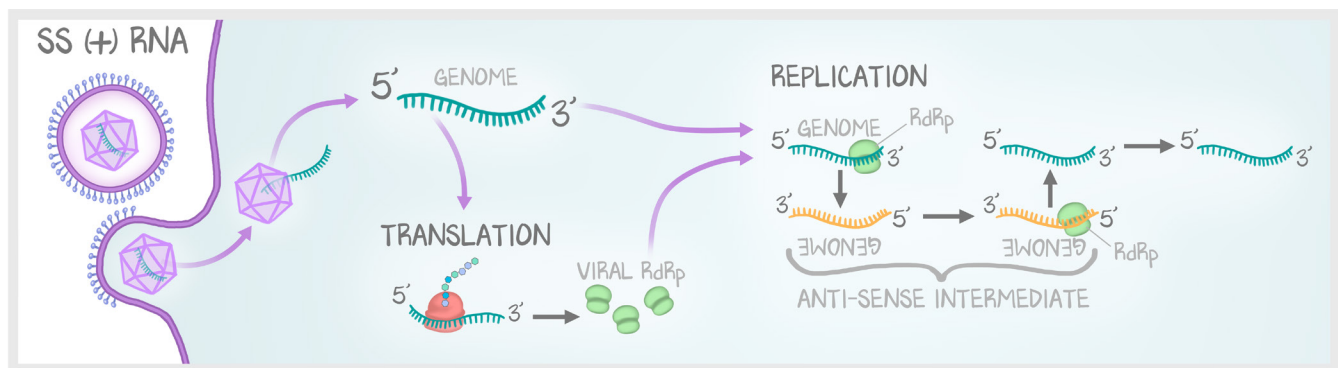 SS (+) RNA
5' GENOME 3'
TRANSLATION
5' 3'
VIRAL RdRp
REPLICATION
5' GENOME 3'
RdRp
3' 5'
GENOME
5' 3'
3' 5'
GENOME
RdRp
5' 3'
ANTI-SENSE INTERMEDIATE